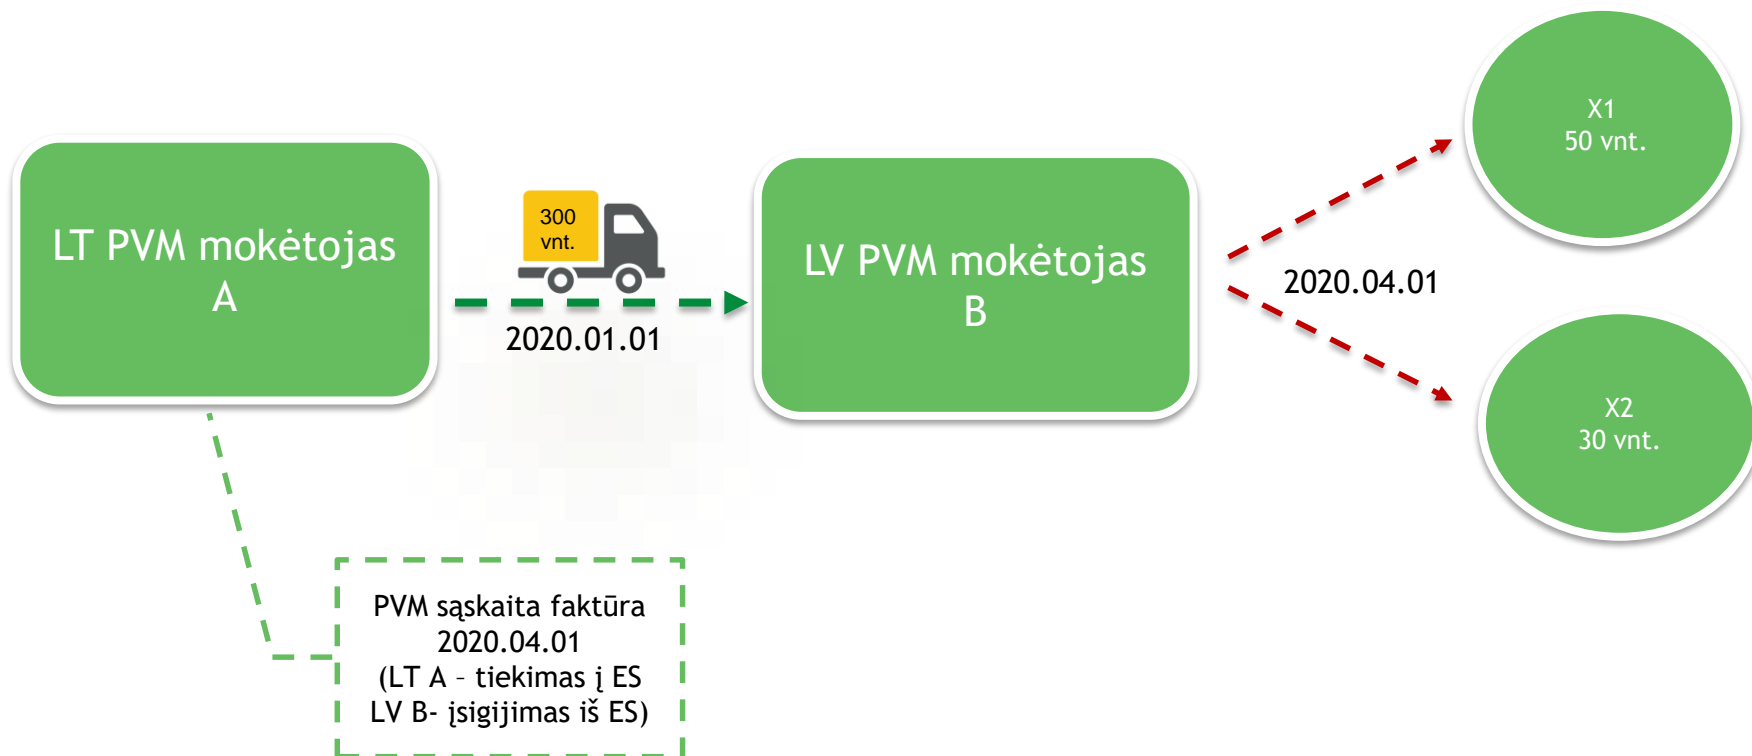 LT PVM mokėtojas
A
300
vnt.
2020.01.01
LV PVM mokėtojas
B
2020.04.01
X1
50 vnt.
X2
30 vnt.
PVM sąskaita faktūra
2020.04.01
(LT A – tiekimas į ES
LV B- įsigijimas iš ES)